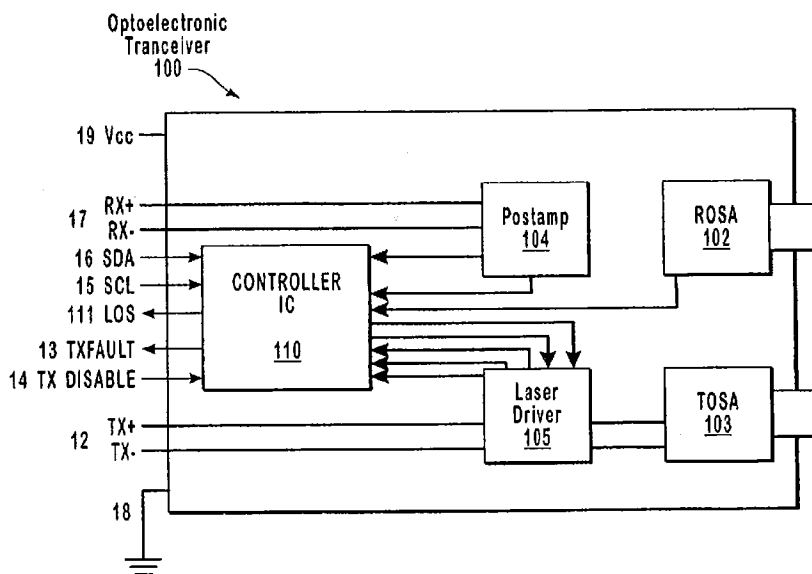 Optoelectronic
Tranceiver
100
19 Vcc
17 RX+
RX-
Postamp
104
ROSA
102
16 SDA
15 SCL
111 LOS
13 TXFAULT
14 TX DISABLE
CONTROLLER
IC
110
Laser
Driver
105
TOSA
103
12 TX+
TX-
18